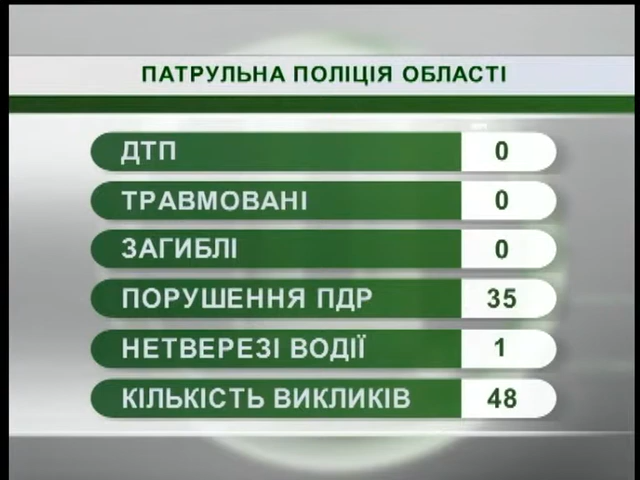 ПАТРУЛЬНА ПОЛІЦІЯ ОБЛАСТІ
ДТП 0
ТРАВМОВАНІ 0
ЗАГИБЛІ 0
ПОРУШЕННЯ ПДР 35
НЕТВЕРЕЗІ ВОДІЇ 1
КІЛЬКІСТЬ ВИКЛИКІВ 48